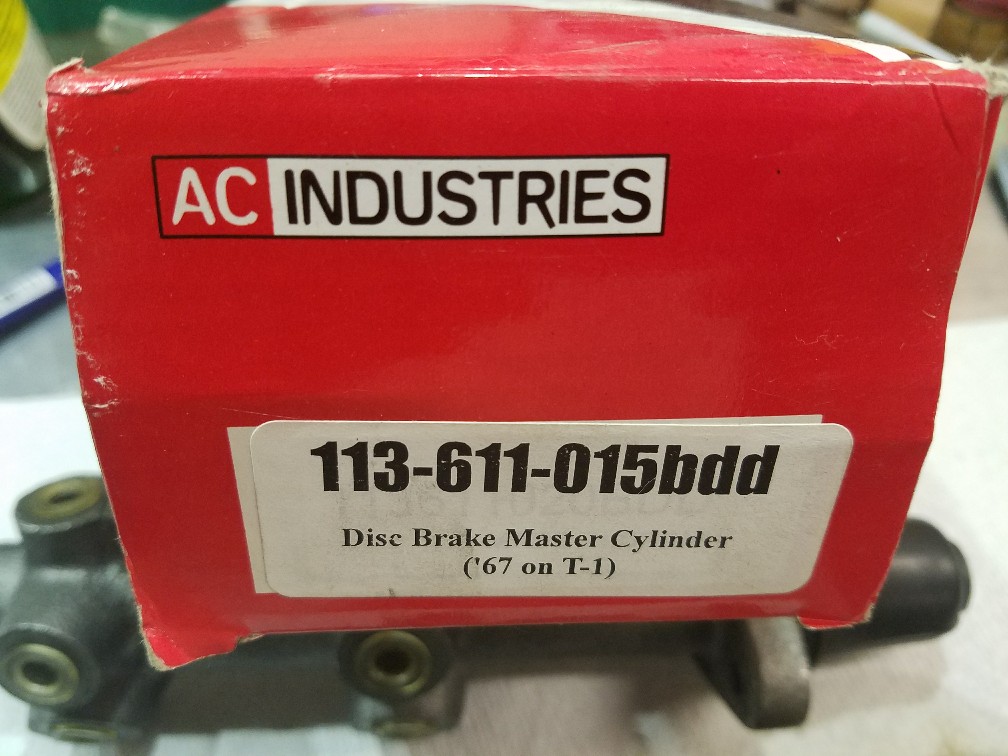 AC INDUSTRIES
113-611-015bdd
Disc Brake Master Cylinder
('67 on T-1)